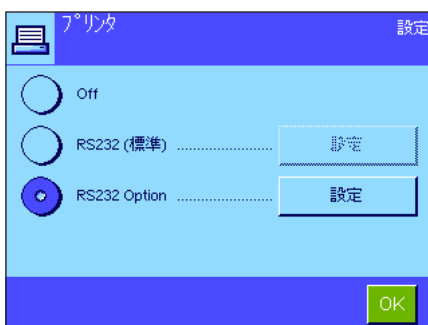 プリンタ 設定
Off
RS232 (標準) ...................... 設定
RS232 Option ...................... 設定
OK